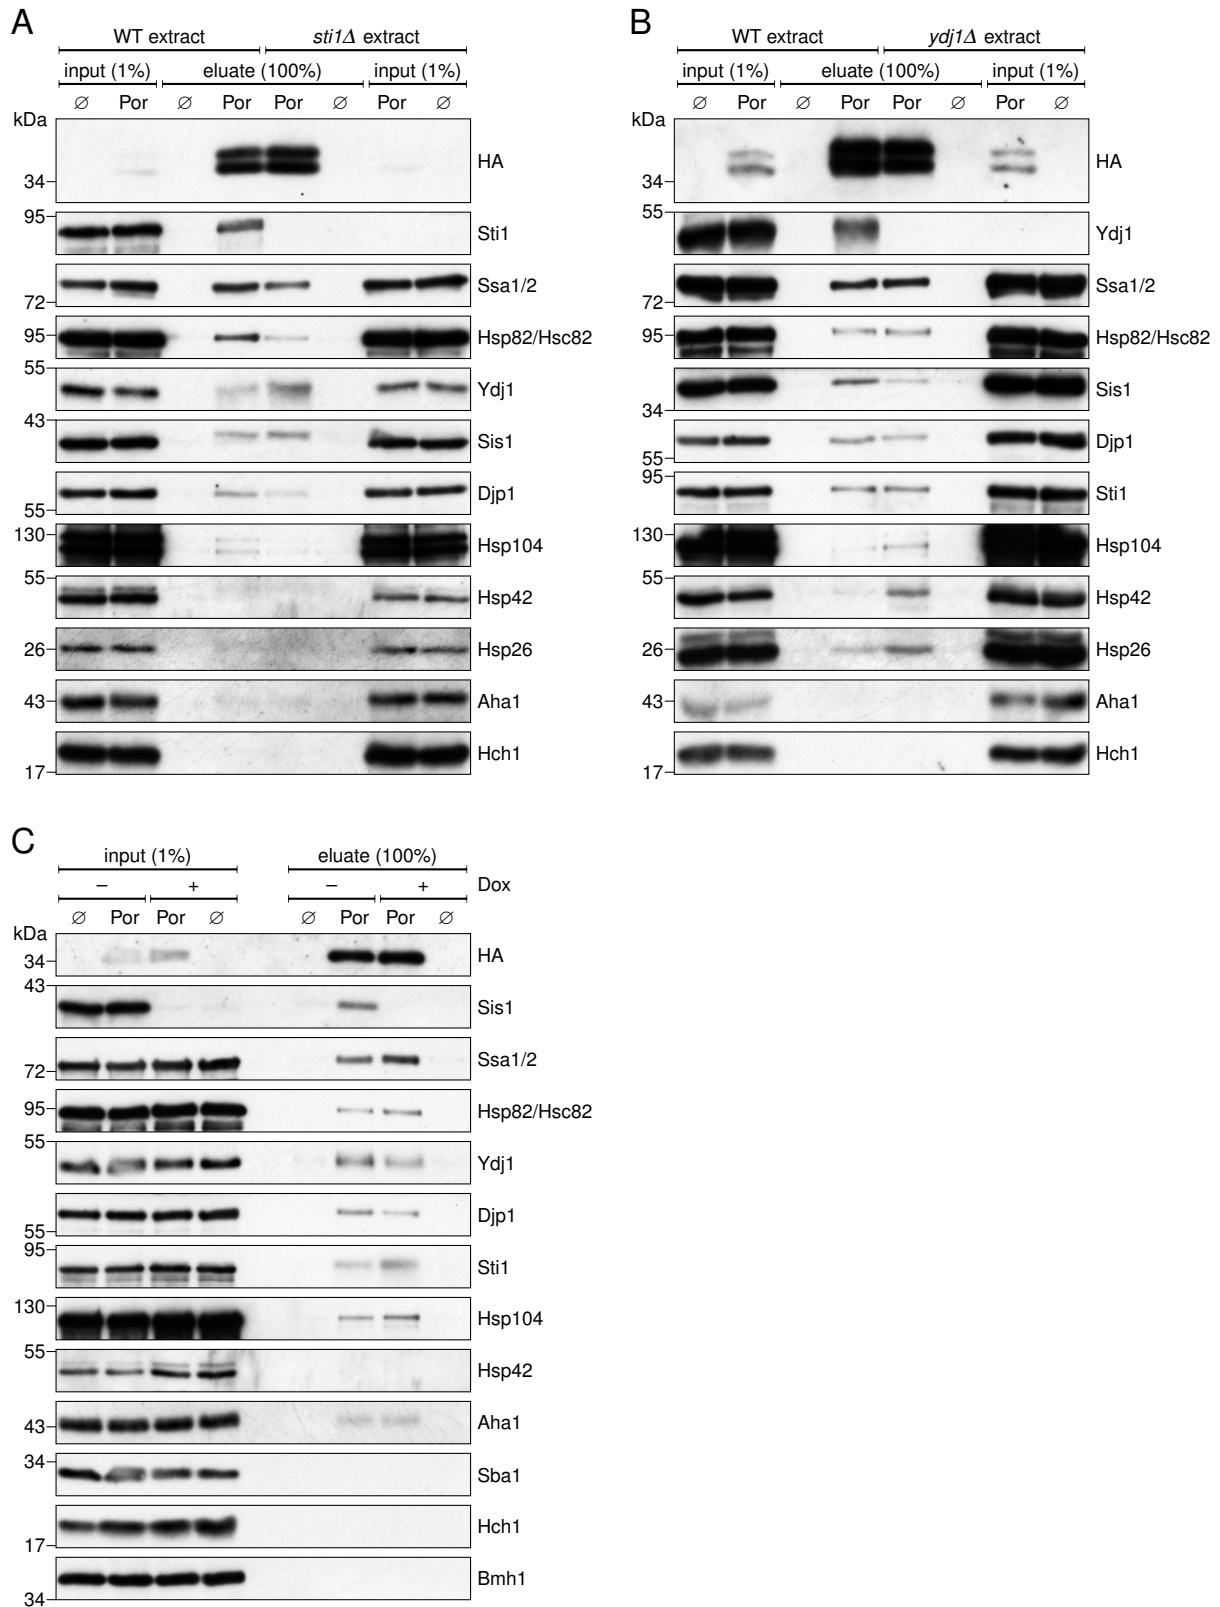 A
WT extract sti1Δ extract
input (1%) eluate (100%) input (1%)
∅ Por ∅ Por Por ∅ Por ∅
kDa
HA
34
95
Sti1
Ssa1/2
72
95 Hsp82/Hsc82
55
Ydj1
43
Sis1
Djp1
55
130 Hsp104
55
Hsp42
26 Hsp26
43 Aha1
Hch1
17
B
WT extract ydj1Δ extract
input (1%) eluate (100%) input (1%)
∅ Por ∅ Por Por ∅ Por ∅
kDa
HA
34
55
Ydj1
Ssa1/2
72
95 Hsp82/Hsc82
Sis1
34
Djp1
55
95
Sti1
130 Hsp104
55
Hsp42
26 Hsp26
43 Aha1
Hch1
17
C
input (1%) eluate (100%)
– + – + Dox
∅ Por Por ∅ ∅ Por Por ∅
kDa
34 HA
43
Sis1
Ssa1/2
72
95 Hsp82/Hsc82
55
Ydj1
Djp1
55
95
Sti1
130
Hsp104
55
Hsp42
43 Aha1
34
Sba1
Hch1
17
Bmh1
34